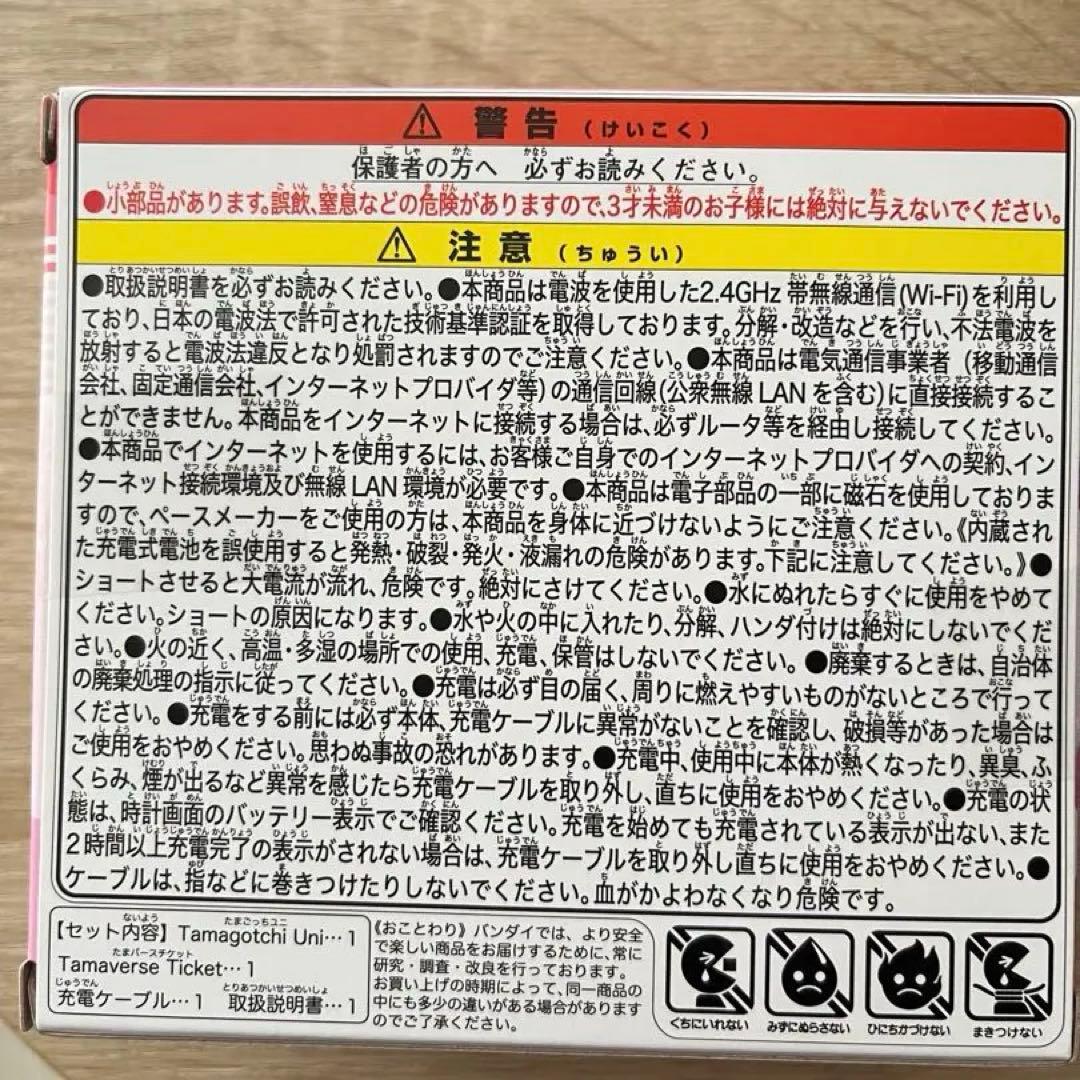 ⚠ 警告 (けいこく)
保護者の方へ 必ずお読みください。
●小部品があります。誤飲、窒息などの危険がありますので、3才未満のお子様には絶対に与えないでください。
⚠ 注意 (ちゅうい)
●取扱説明書を必ずお読みください。●本商品は電波を使用した2.4GHz 帯無線通信(Wi-Fi)を利用し
ており、日本の電波法で許可された技術基準認証を取得しております。分解・改造などを行い、不法電波を
放射すると電波法違反となり処罰されますのでご注意ください。●本商品は電気通信事業者 (移動通信
会社、固定通信会社、インターネットプロバイダ等) の通信回線(公衆無線 LAN を含む)に直接接続するこ
とができません。本商品をインターネットに接続する場合は、必ずルータ等を経由し接続してください。
●本商品でインターネットを使用するには、お客様ご自身でのインターネットプロバイダへの契約、イン
ターネット接続環境及び無線 LAN 環境が必要です。●本商品は電子部品の一部に磁石を使用しておりま
すので、ペースメーカーをご使用の方は、本商品を身体に近づけないようにご注意ください。《内蔵され
た充電式電池を誤使用すると発熱・破裂・発火・液漏れの危険があります。下記に注意してください。》●
ショートさせると大電流が流れ、危険です。絶対にさけてください。●水にぬれたらすぐに使用をやめて
ください。ショートの原因になります。●水や火の中に入れたり、分解、ハンダ付けは絶対にしないでくだ
さい。●火の近く、高温・多湿の場所での使用、充電、保管はしないでください。●廃棄するときは、自治体
の廃棄処理の指示に従ってください。●充電は必ず目の届く、周りに燃えやすいものがないところで行って
ください。●充電をする前には必ず本体、充電ケーブルに異常がないことを確認し、破損等があった場合は
ご使用をおやめください。思わぬ事故の恐れがあります。●充電中、使用中に本体が熱くなったり、異臭、ふ
くらみ、煙が出るなど異常を感じたら充電ケーブルを取り外し、直ちに使用をおやめください。●充電の状
態は、時計画面のバッテリー表示でご確認ください。充電を始めても充電されている表示が出ない、また
2時間以上充電完了の表示がされない場合は、充電ケーブルを取り外し直ちに使用をおやめください。●
ケーブルは、指などに巻きつけたりしないでください。血がかよわなくなり危険です。
【セット内容】Tamagotchi Uni…1
Tamaverse Ticket…1
充電ケーブル…1 取扱説明書…1
《おことわり》バンダイでは、より安全
で楽しい商品をお届けするために、常に
研究・調査・改良を行っております。
お買い上げの時期によって、同一商品の
中にも多少の違いがある場合があります
のでご了承ください。
くちにいれない みずにぬらさない ひにちかづけない まきつけない